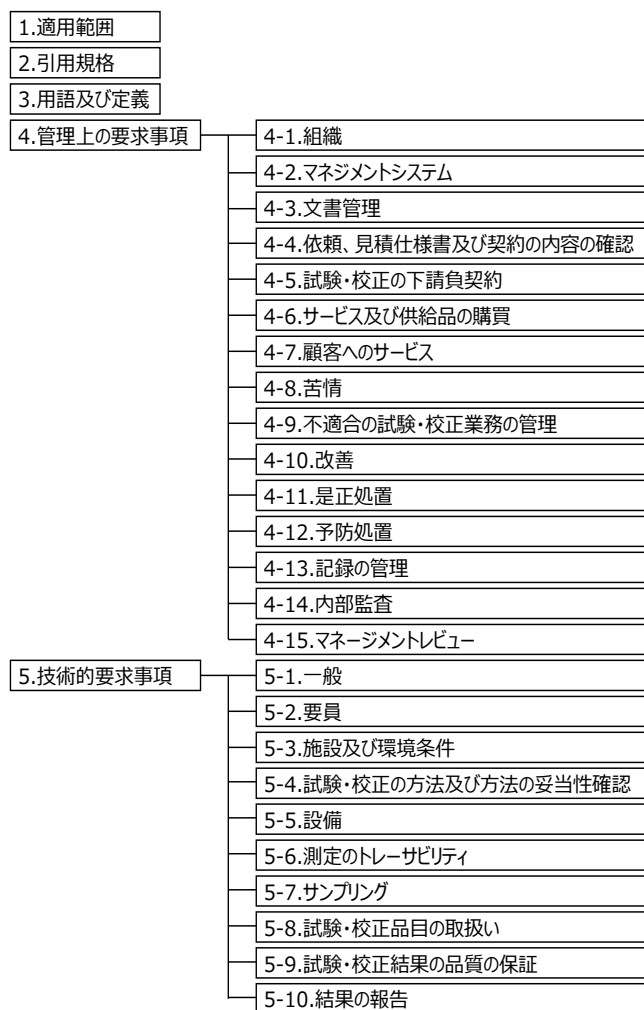 1.適用範囲
2.引用規格
3.用語及び定義
4.管理上の要求事項
4-1.組織
4-2.マネジメントシステム
4-3.文書管理
4-4.依頼、見積仕様書及び契約の内容の確認
4-5.試験・校正の下請負契約
4-6.サービス及び供給品の購買
4-7.顧客へのサービス
4-8.苦情
4-9.不適合の試験・校正業務の管理
4-10.改善
4-11.是正処置
4-12.予防処置
4-13.記録の管理
4-14.内部監査
4-15.マネージメントレビュー
5.技術的要求事項
5-1.一般
5-2.要員
5-3.施設及び環境条件
5-4.試験・校正の方法及び方法の妥当性確認
5-5.設備
5-6.測定のトレーサビリティ
5-7.サンプリング
5-8.試験・校正品目の取扱い
5-9.試験・校正結果の品質の保証
5-10.結果の報告